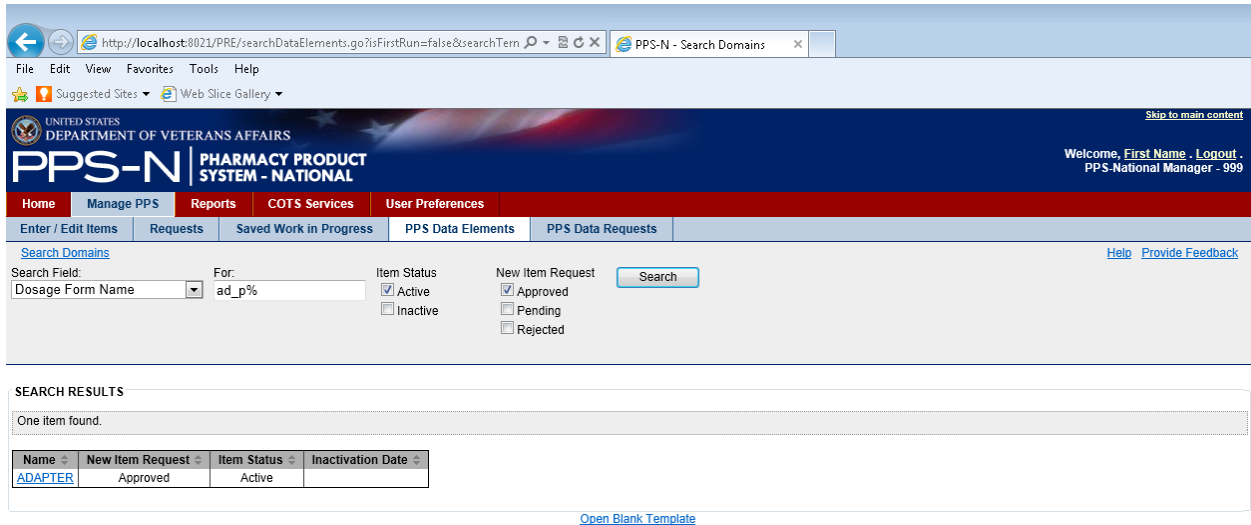 http://localhost:8021/PRE/searchDataElements.go?isFirstRun=false&searchTern
PPS-N - Search Domains
File Edit View Favorites Tools Help
Suggested Sites Web Slice Gallery
Skip to main content
UNITED STATES
DEPARTMENT OF VETERANS AFFAIRS
PPS-N PHARMACY PRODUCT
SYSTEM - NATIONAL
Welcome, First Name . Logout .
PPS-National Manager - 999
Home Manage PPS Reports COTS Services User Preferences
Enter / Edit Items Requests Saved Work in Progress PPS Data Elements PPS Data Requests
Search Domains Help Provide Feedback
Search Field: For: Item Status New Item Request Search
Dosage Form Name ad_p% Active Approved
Inactive Pending
Rejected
SEARCH RESULTS
One item found.
Name New Item Request Item Status Inactivation Date
ADAPTER Approved Active
Open Blank Template